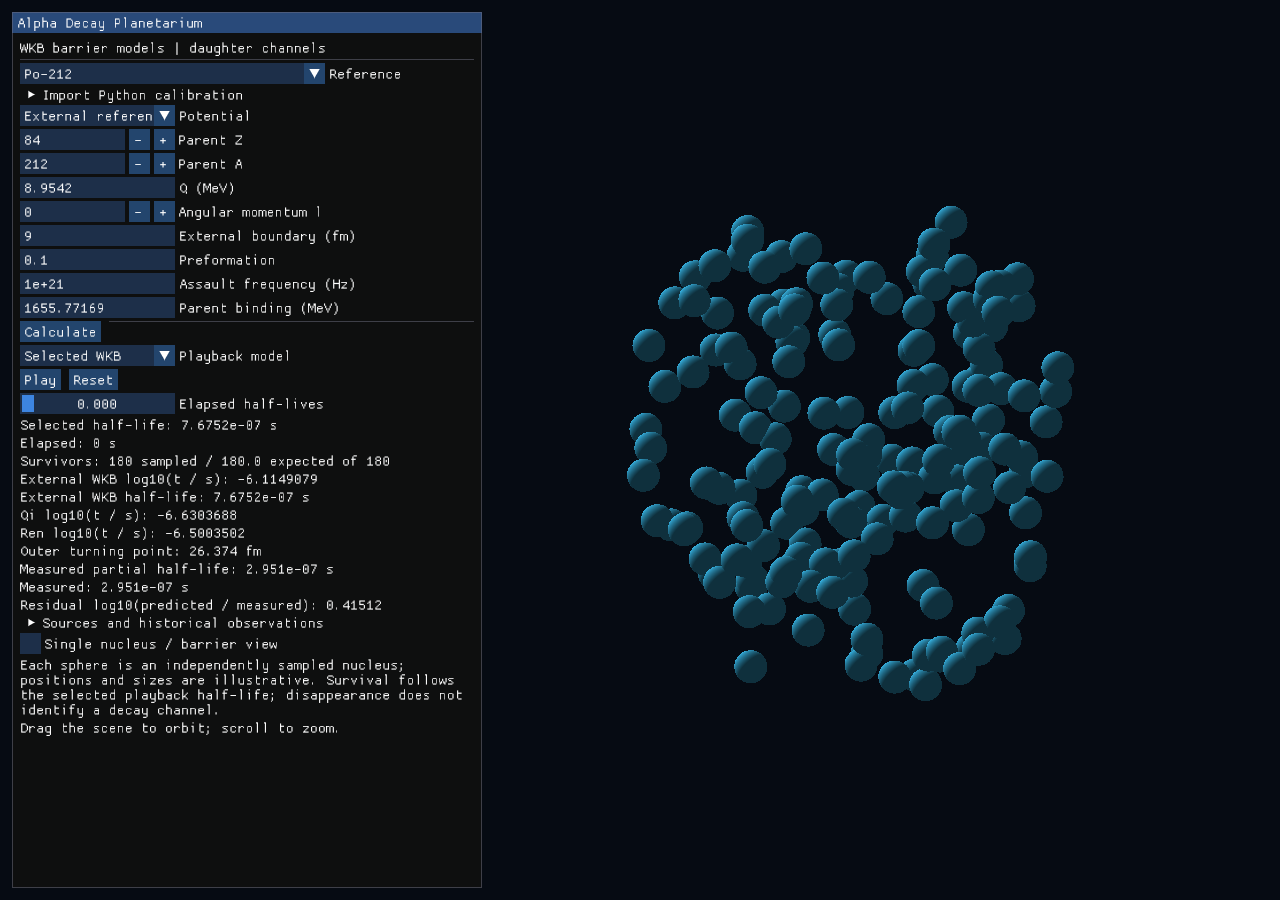 Alpha Decay Planetarium
WKB barrier models | daughter channels
Po-212 Reference
Import Python calibration
External referen Potential
84 - + Parent Z
212 - + Parent A
8.9542 Q (MeV)
0 - + Angular momentum l
9 External boundary (fm)
0.1 Preformation
1e+21 Assault frequency (Hz)
1655.77169 Parent binding (MeV)
Calculate
Selected WKB Playback model
Play Reset
0.000 Elapsed half-lives
Selected half-life: 7.6752e-07 s
Elapsed: 0 s
Survivors: 180 sampled / 180.0 expected of 180
External WKB log10(t / s): -6.1149079
External WKB half-life: 7.6752e-07 s
Qi log10(t / s): -6.6303688
Ren log10(t / s): -6.5003502
Outer turning point: 26.374 fm
Measured partial half-life: 2.951e-07 s
Measured: 2.951e-07 s
Residual log10(predicted / measured): 0.41512
Sources and historical observations
Single nucleus / barrier view
Each sphere is an independently sampled nucleus;
positions and sizes are illustrative. Survival follows
the selected playback half-life; disappearance does not
identify a decay channel.
Drag the scene to orbit; scroll to zoom.